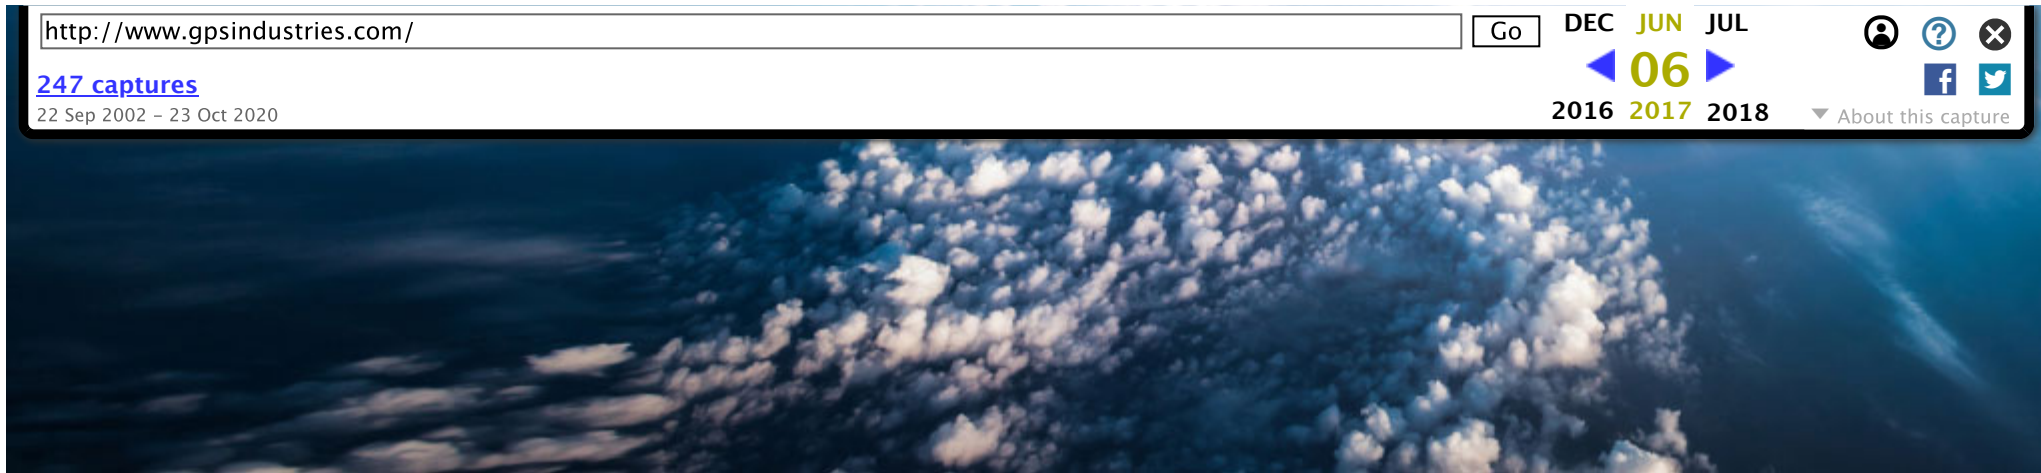 http://www.gpsindustries.com/
Go
DEC JUN JUL
247 captures
06
22 Sep 2002 – 23 Oct 2020
2016 2017 2018
About this capture